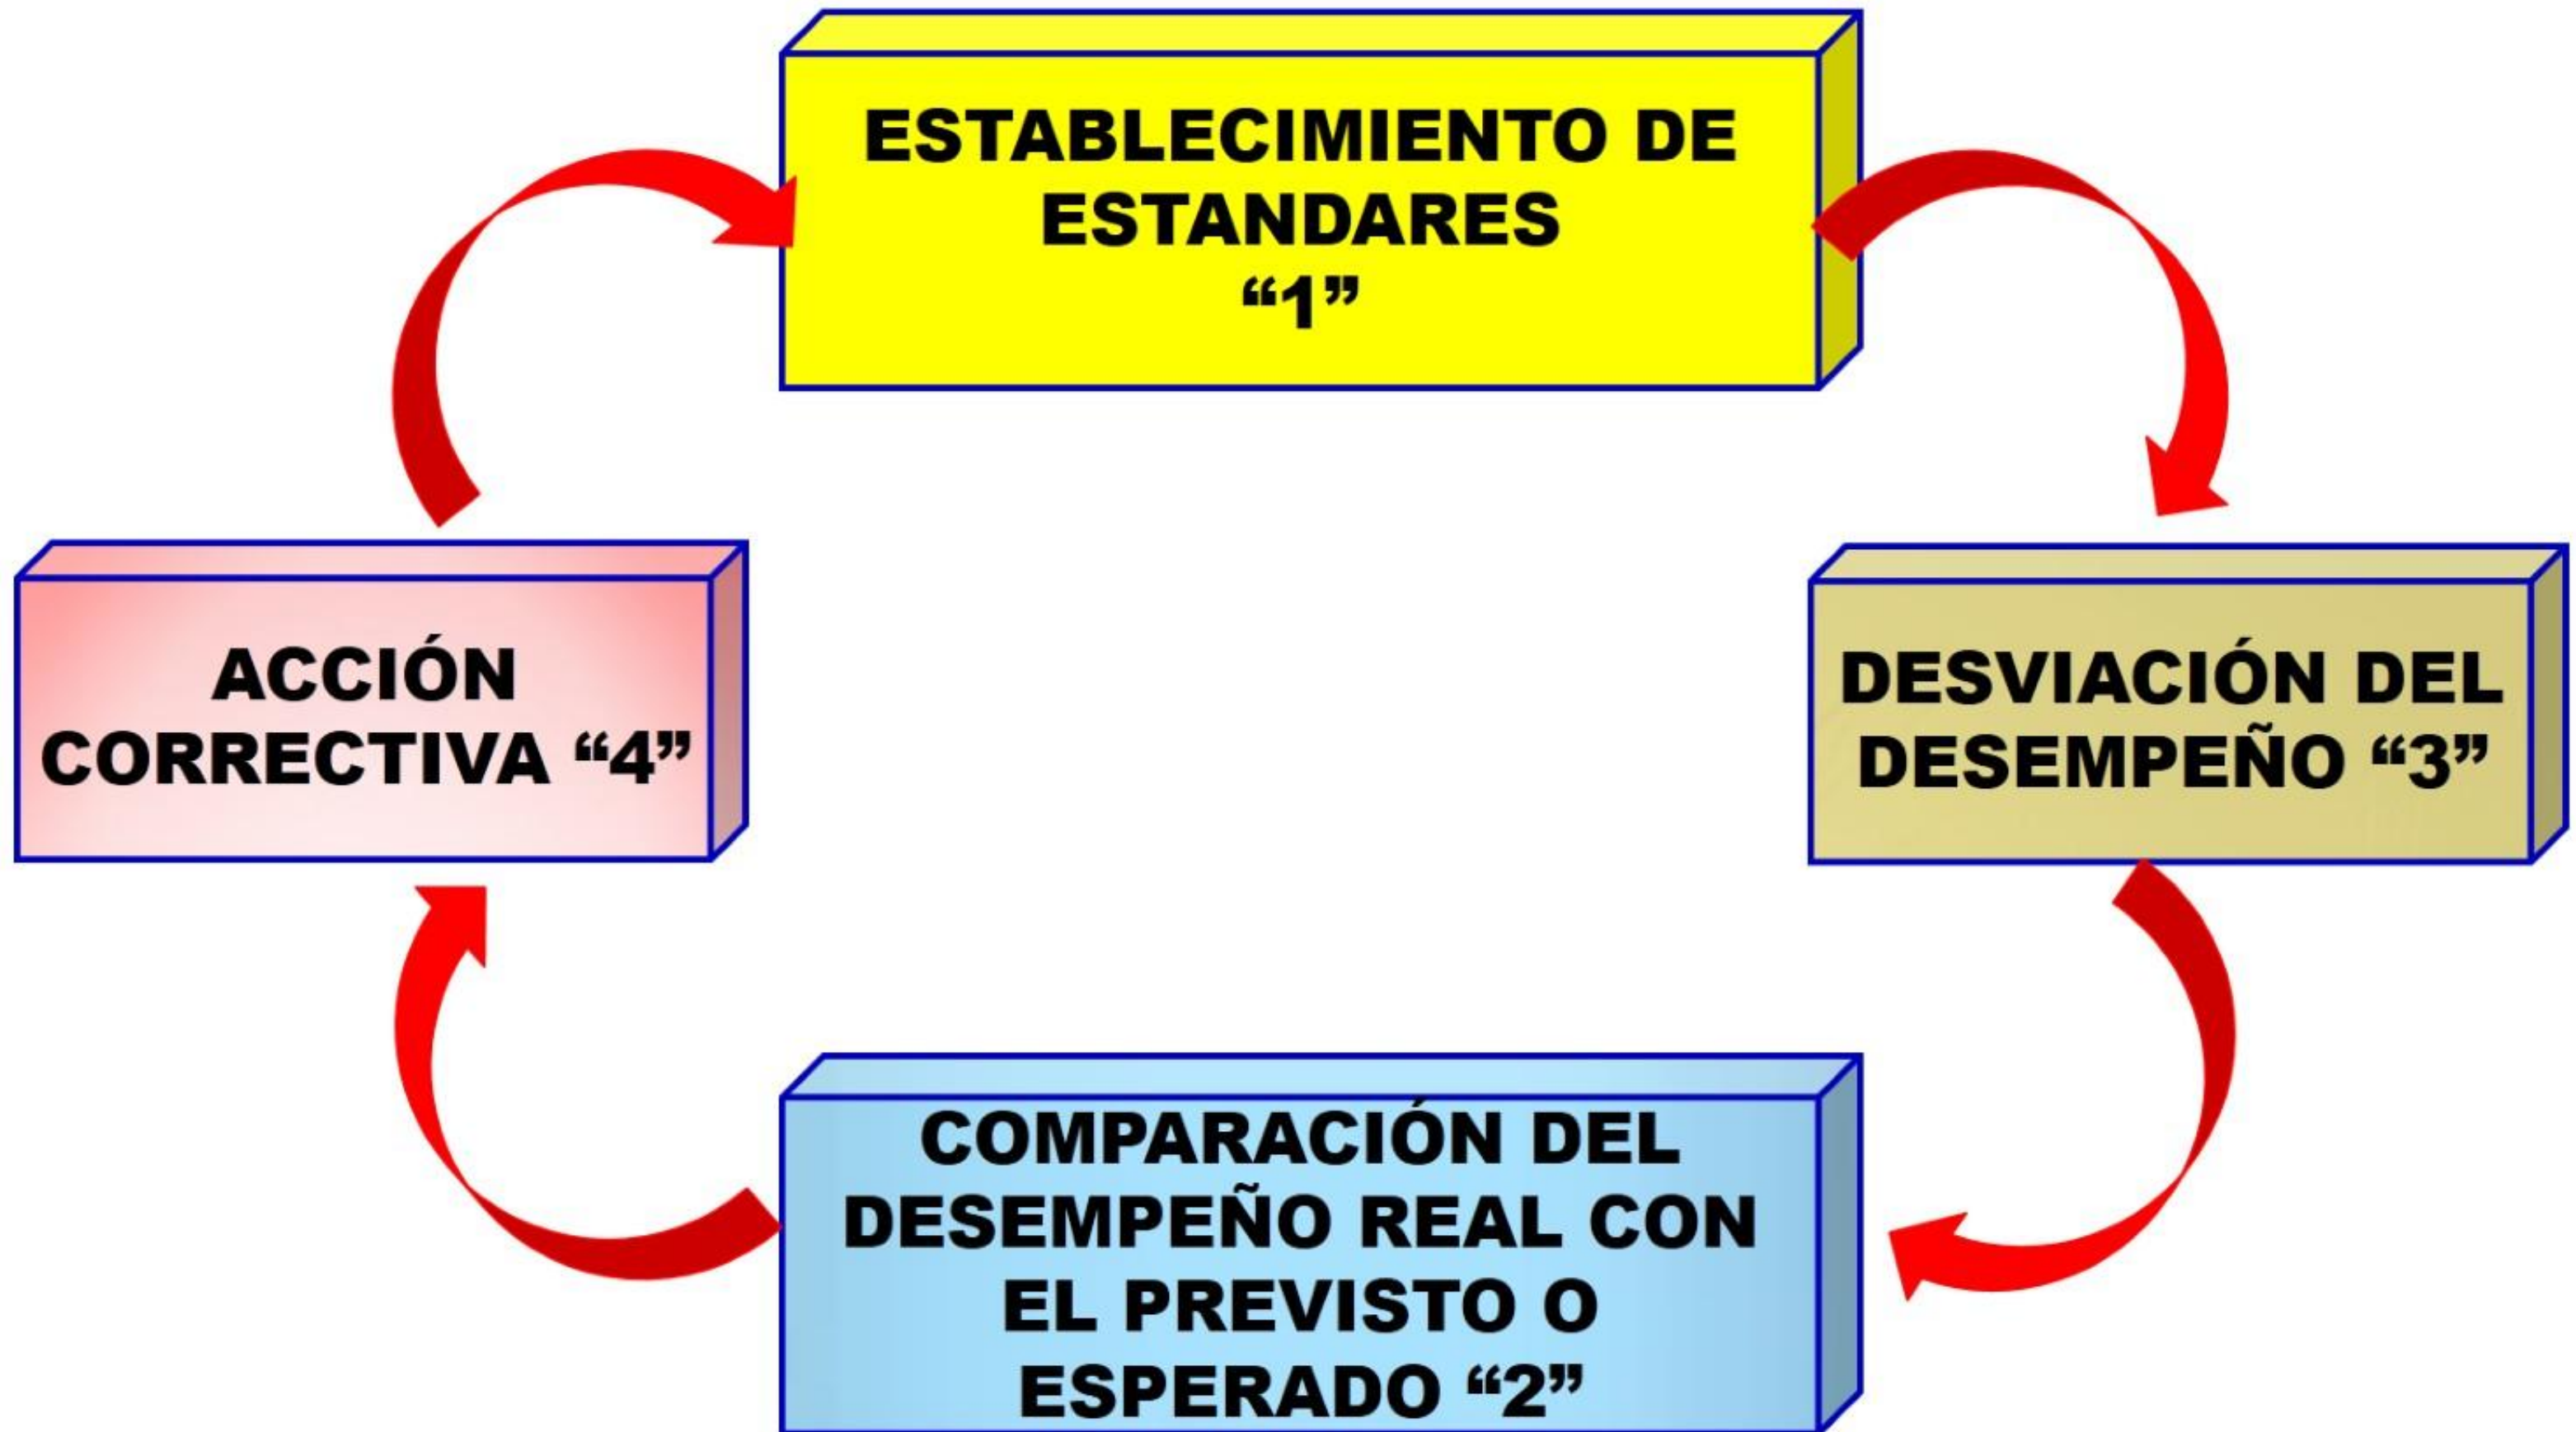 ESTABLECIMIENTO DE
ESTANDARES
“1”
ACCIÓN
CORRECTIVA “4”
DESVIACIÓN DEL
DESEMPEÑO “3”
COMPARACIÓN DEL
DESEMPEÑO REAL CON
EL PREVISTO O
ESPERADO “2”